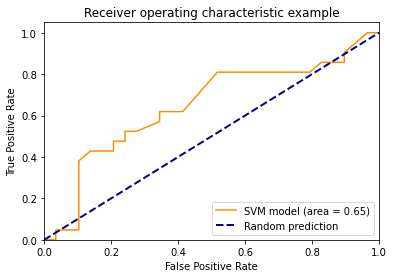 Receiver operating characteristic example
True Positive Rate
1.0
0.8
0.6
0.4
0.2
0.0
SVM model (area = 0.65)
Random prediction
0.0 0.2 0.4 0.6 0.8 1.0
False Positive Rate